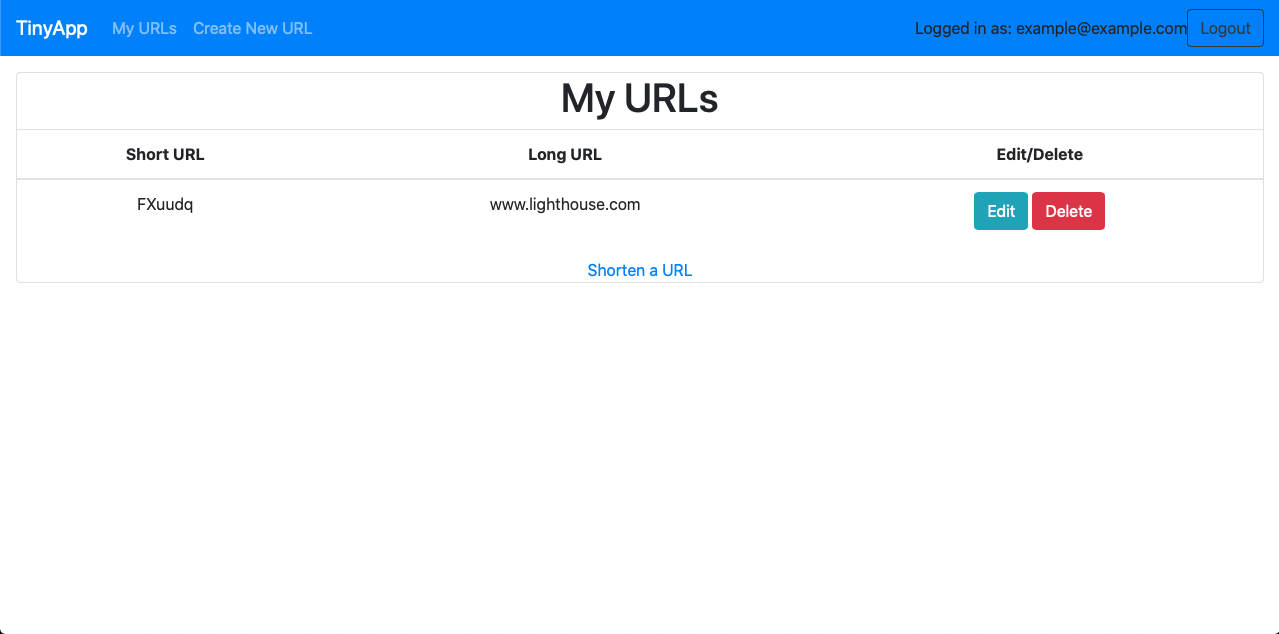 TinyApp My URLs Create New URL Logged in as: example@example.com Logout
My URLs
Short URL Long URL Edit/Delete
FXuudq www.lighthouse.com Edit Delete
Shorten a URL